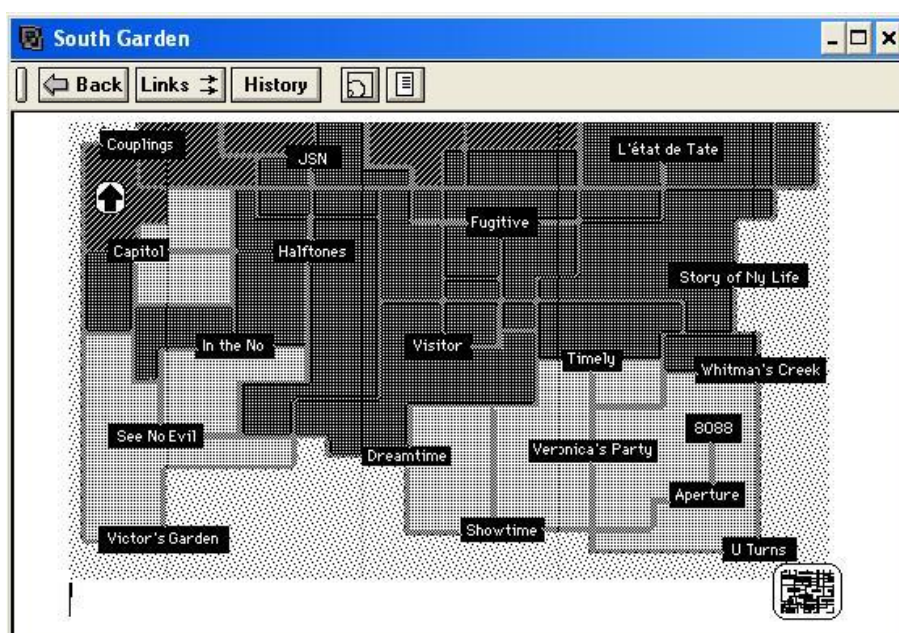 South Garden
Back Links History
Couplings
JSN
L'état de Tate
Fugitive
Capitol
Halftones
Story of My Life
In the No
Visitor
Timely
Whitman's Creek
See No Evil
8088
Dreamtime
Veronica's Party
Aperture
Victor's Garden
Showtime
U Turns